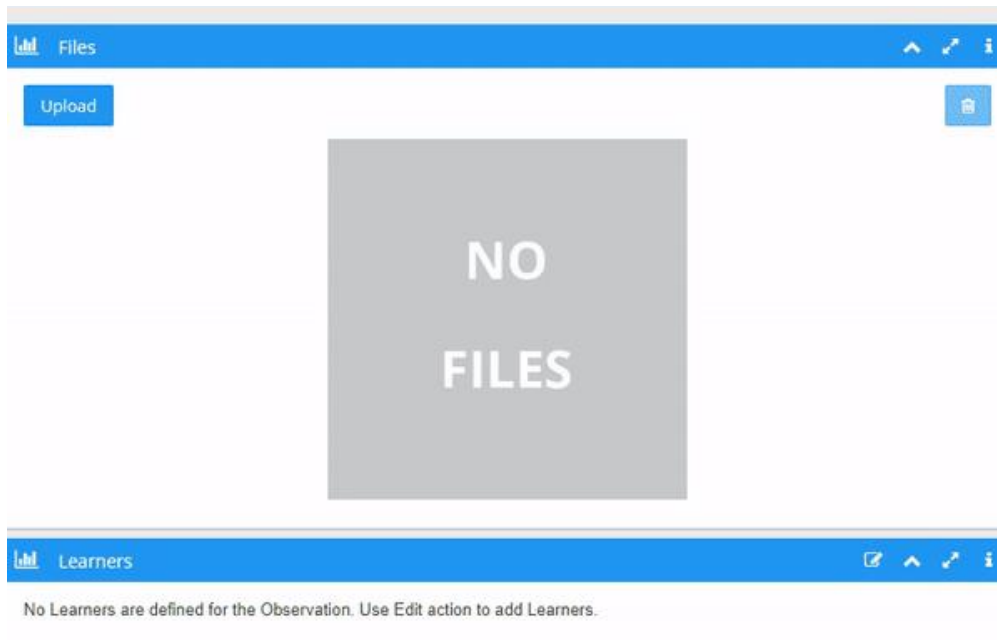 Files
Upload
NO
FILES
Learners
No Learners are defined for the Observation. Use Edit action to add Learners.